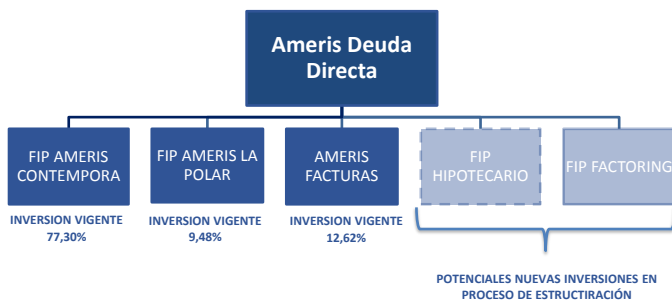 Ameris Deuda
Directa
FIP AMERIS
CONTEMPORA
FIP AMERIS LA
POLAR
AMERIS
FACTURAS
FIP
HIPOTECARIO
FIP FACTORING
INVERSION VIGENTE
77,30%
INVERSION VIGENTE
9,48%
INVERSION VIGENTE
12,62%
POTENCIALES NUEVAS INVERSIONES EN
PROCESO DE ESTRUCTIRACIÓN